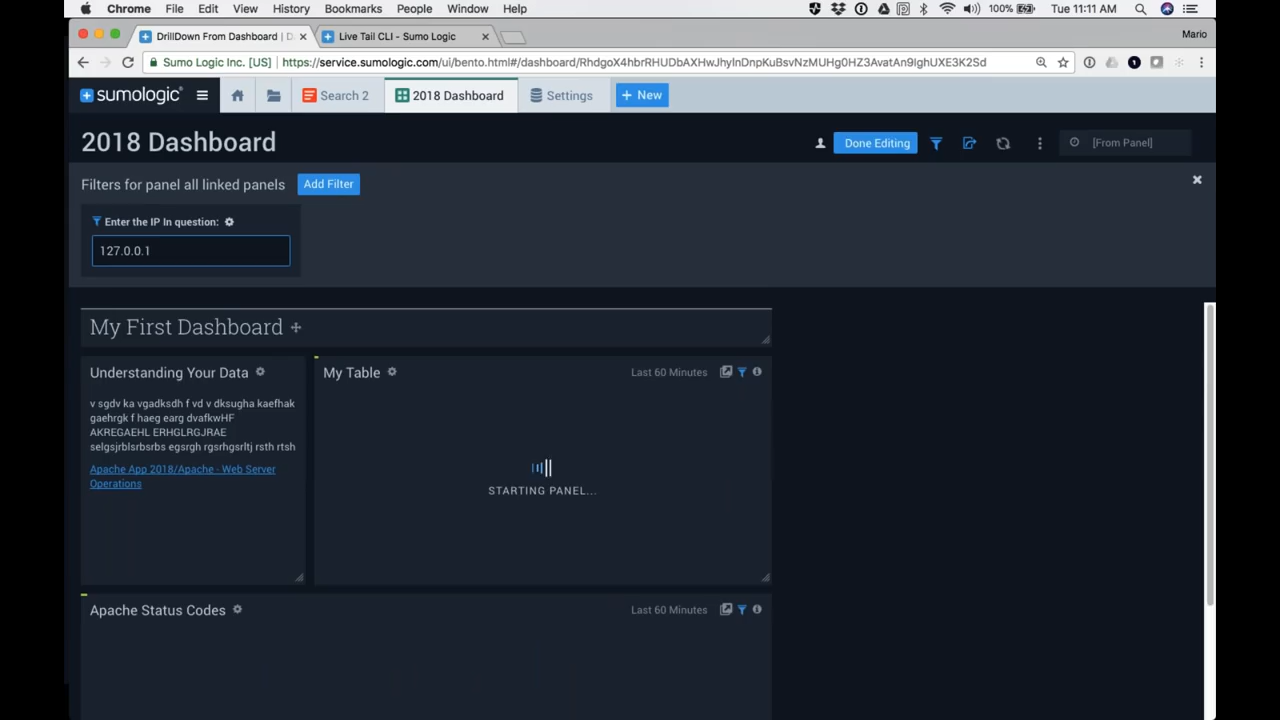 Chrome File Edit View History Bookmarks People Window Help 100% Tue 11:11 AM
DrillDown From Dashboard | D Live Tail CLI - Sumo Logic Mario
Sumo Logic Inc. [US] https://service.sumologic.com/ui/bento.html#/dashboard/RhdgoX4hbrRHUDbAXHwJhylnDnpKuBsvNzMUHg0HZ3AvatAn9IghUXE3K2Sd
sumologic Search 2 2018 Dashboard Settings + New
2018 Dashboard Done Editing [From Panel]
Filters for panel all linked panels Add Filter
Enter the IP In question:
127.0.0.1
My First Dashboard
Understanding Your Data My Table Last 60 Minutes
v sgdv ka vgadksdh f vd v dksugha kaefhak
gaehrgk f haeg earg dvafkwHF
AKREGAEHL ERHGLRGJRAE
selgsjrblsrbsrbs egsrgh rgsrhgsrltj rsth rtsh
Apache App 2018/Apache - Web Server
Operations
STARTING PANEL...
Apache Status Codes Last 60 Minutes